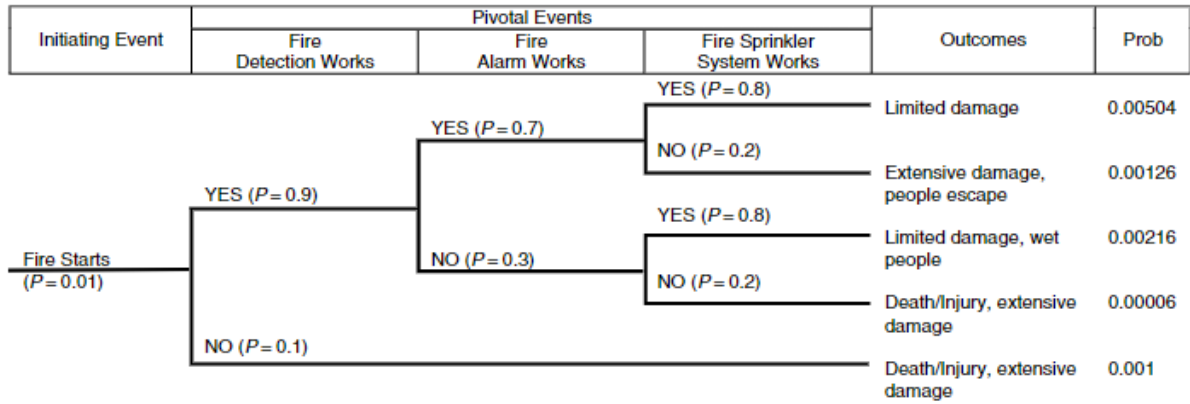 Pivotal Events
Initiating Event
Fire
Detection Works
Fire
Alarm Works
Fire Sprinkler
System Works
Outcomes
Prob
YES (P = 0.8)
Limited damage
0.00504
YES (P = 0.7)
NO (P = 0.2)
Extensive damage,
people escape
0.00126
YES (P = 0.9)
YES (P = 0.8)
Limited damage, wet
people
0.00216
Fire Starts
(P = 0.01)
NO (P = 0.3)
NO (P = 0.2)
Death/Injury, extensive
damage
0.00006
NO (P = 0.1)
Death/Injury, extensive
damage
0.001